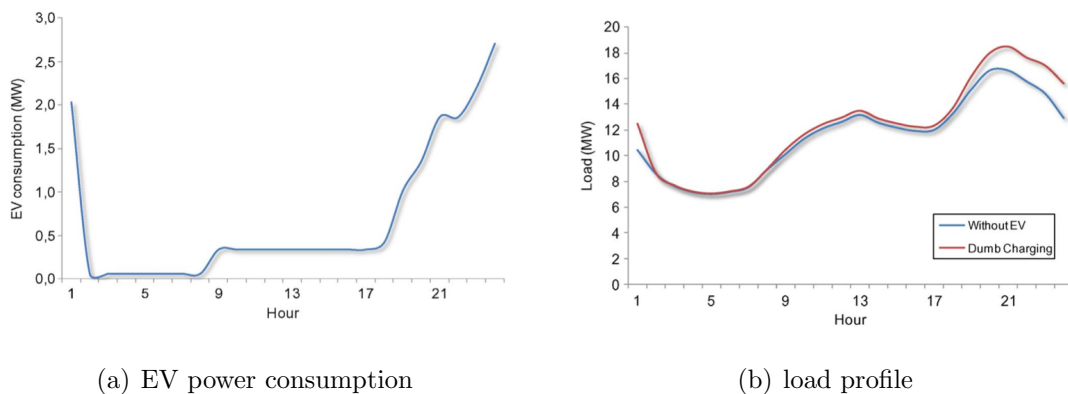 3,0
2,5
2,0
1,5
1,0
0,5
0,0
EV consumption (MW)
1 5 9 13 17 21
Hour
(a) EV power consumption
20
18
16
14
12
10
8
6
4
2
0
Load (MW)
Without EV
Dumb Charging
1 5 9 13 17 21
Hour
(b) load profile